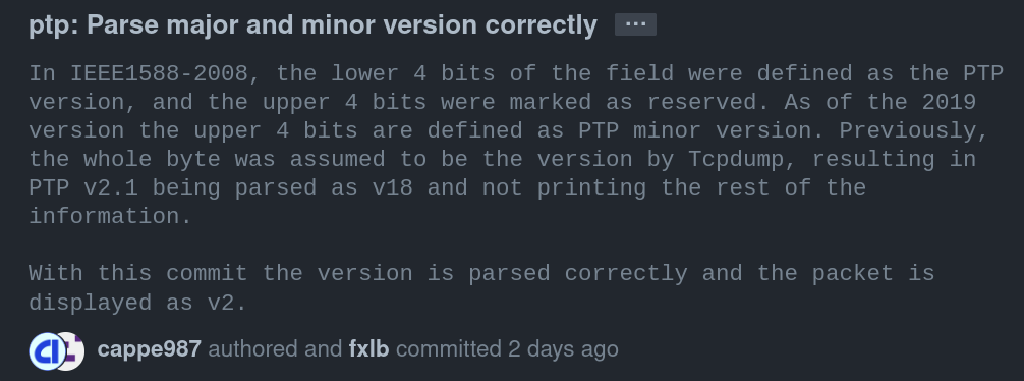 ptp: Parse major and minor version correctly ...
In IEEE1588-2008, the lower 4 bits of the field were defined as the PTP
version, and the upper 4 bits were marked as reserved. As of the 2019
version the upper 4 bits are defined as PTP minor version. Previously,
the whole byte was assumed to be the version by Tcpdump, resulting in
PTP v2.1 being parsed as v18 and not printing the rest of the
information.
With this commit the version is parsed correctly and the packet is
displayed as v2.
cappe987 authored and fxlb committed 2 days ago